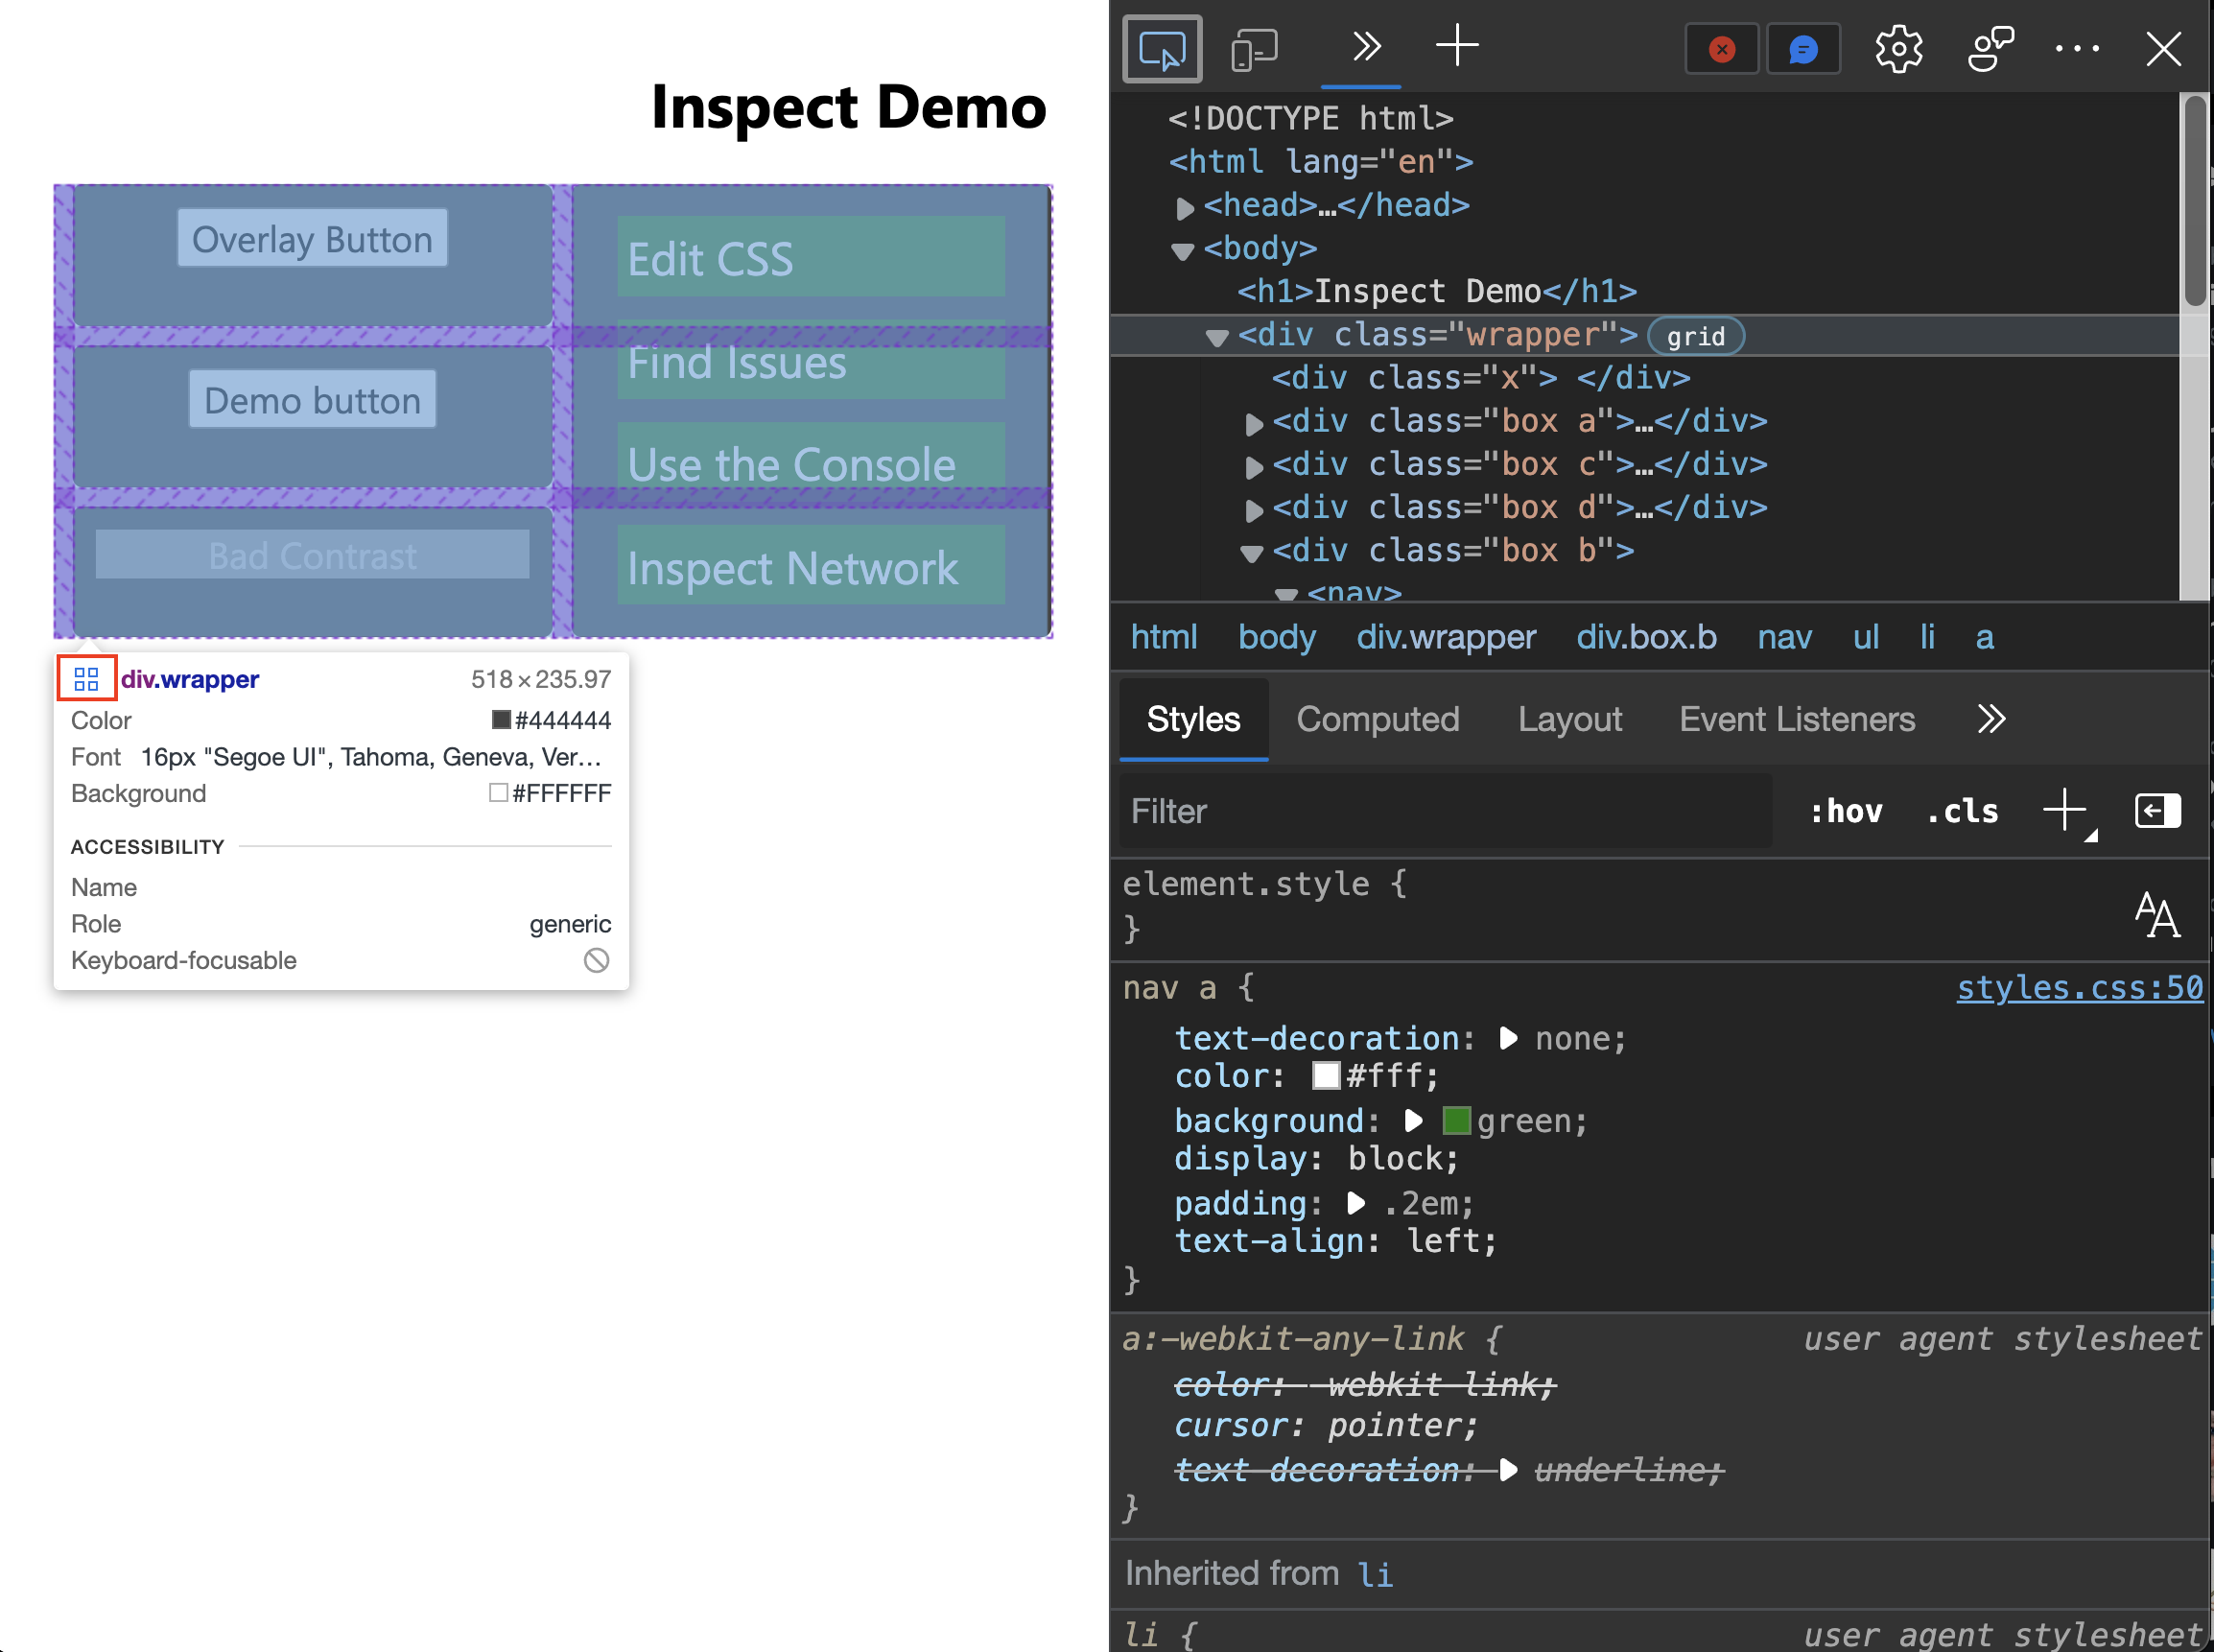 Inspect Demo
Overlay Button
Demo button
Bad Contrast
Edit CSS
Find Issues
Use the Console
Inspect Network
div.wrapper 518 × 235.97
Color #444444
Font 16px "Segoe UI", Tahoma, Geneva, Ver…
Background #FFFFFF
ACCESSIBILITY
Name
Role generic
Keyboard-focusable
<!DOCTYPE html>
<html lang="en">
<head>…</head>
<body>
<h1>Inspect Demo</h1>
<div class="wrapper"> grid
<div class="x"> </div>
<div class="box a">…</div>
<div class="box c">…</div>
<div class="box d">…</div>
<div class="box b">
<nav>
html body div.wrapper div.box.b nav ul li a
Styles Computed Layout Event Listeners
Filter :hov .cls
element.style {
}
nav a { styles.css:50
text-decoration: none;
color: #fff;
background: green;
display: block;
padding: .2em;
text-align: left;
}
a:-webkit-any-link { user agent stylesheet
color: -webkit-link;
cursor: pointer;
text-decoration: underline;
}
Inherited from li
li { user agent stylesheet